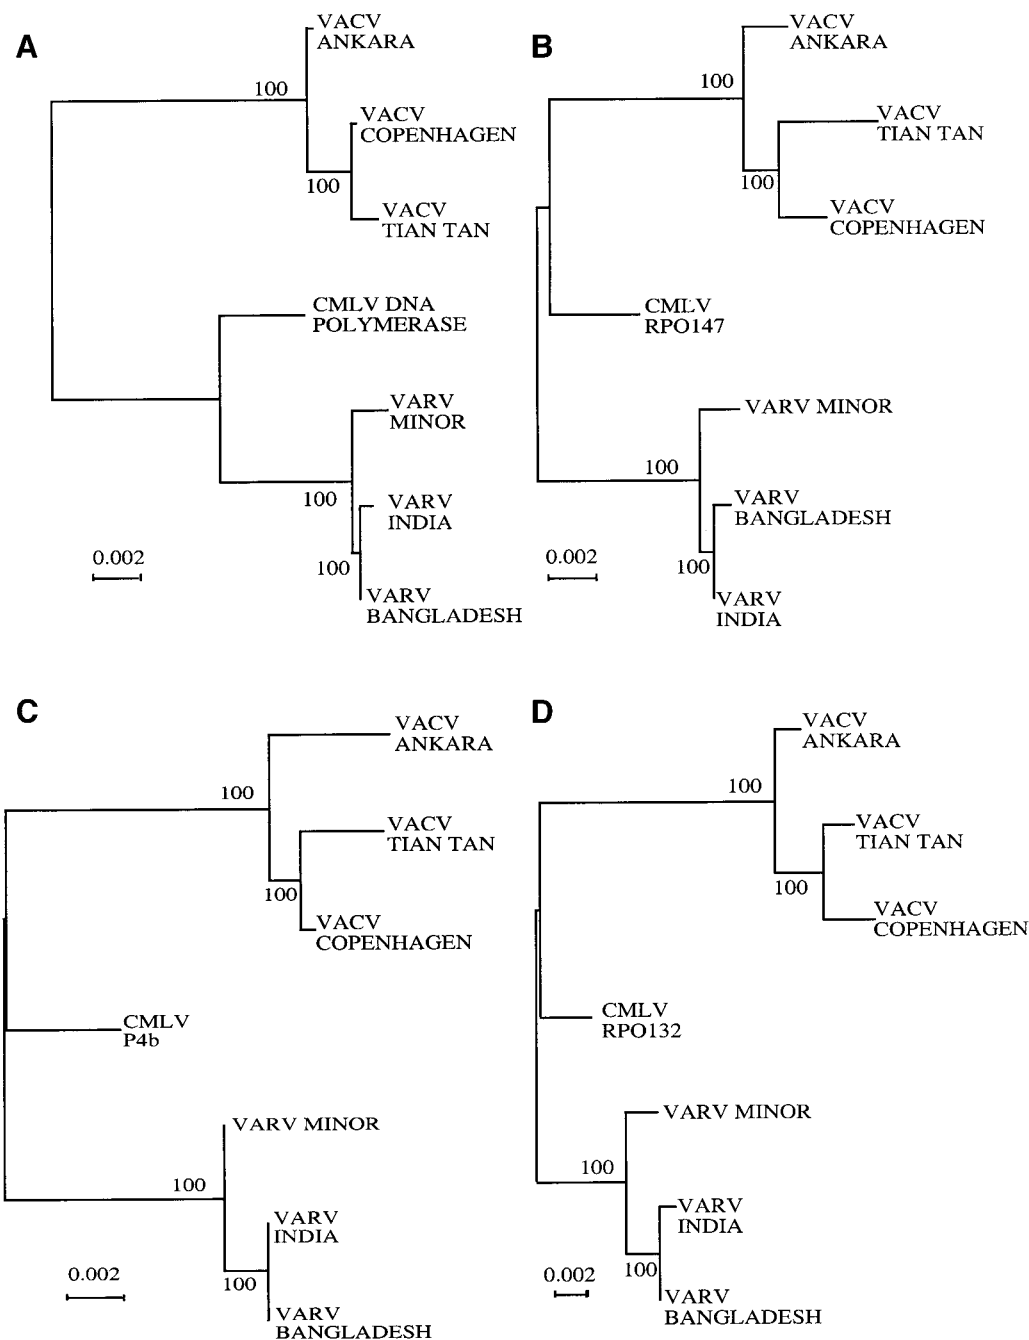 A
VACV
ANKARA
100
VACV
COPENHAGEN
100
VACV
TIAN TAN
CMLV DNA
POLYMERASE
VARV
MINOR
100
VARV
INDIA
100
VARV
BANGLADESH
0.002
B
VACV
ANKARA
100
VACV
TIAN TAN
100
VACV
COPENHAGEN
CMLV
RPO147
VARV MINOR
100
VARV
BANGLADESH
100
VARV
INDIA
0.002
C
VACV
ANKARA
100
VACV
TIAN TAN
100
VACV
COPENHAGEN
CMLV
P4b
VARV MINOR
100
VARV
INDIA
100
VARV
BANGLADESH
0.002
D
VACV
ANKARA
100
VACV
TIAN TAN
100
VACV
COPENHAGEN
CMLV
RPO132
VARV MINOR
100
VARV
INDIA
100
VARV
BANGLADESH
0.002